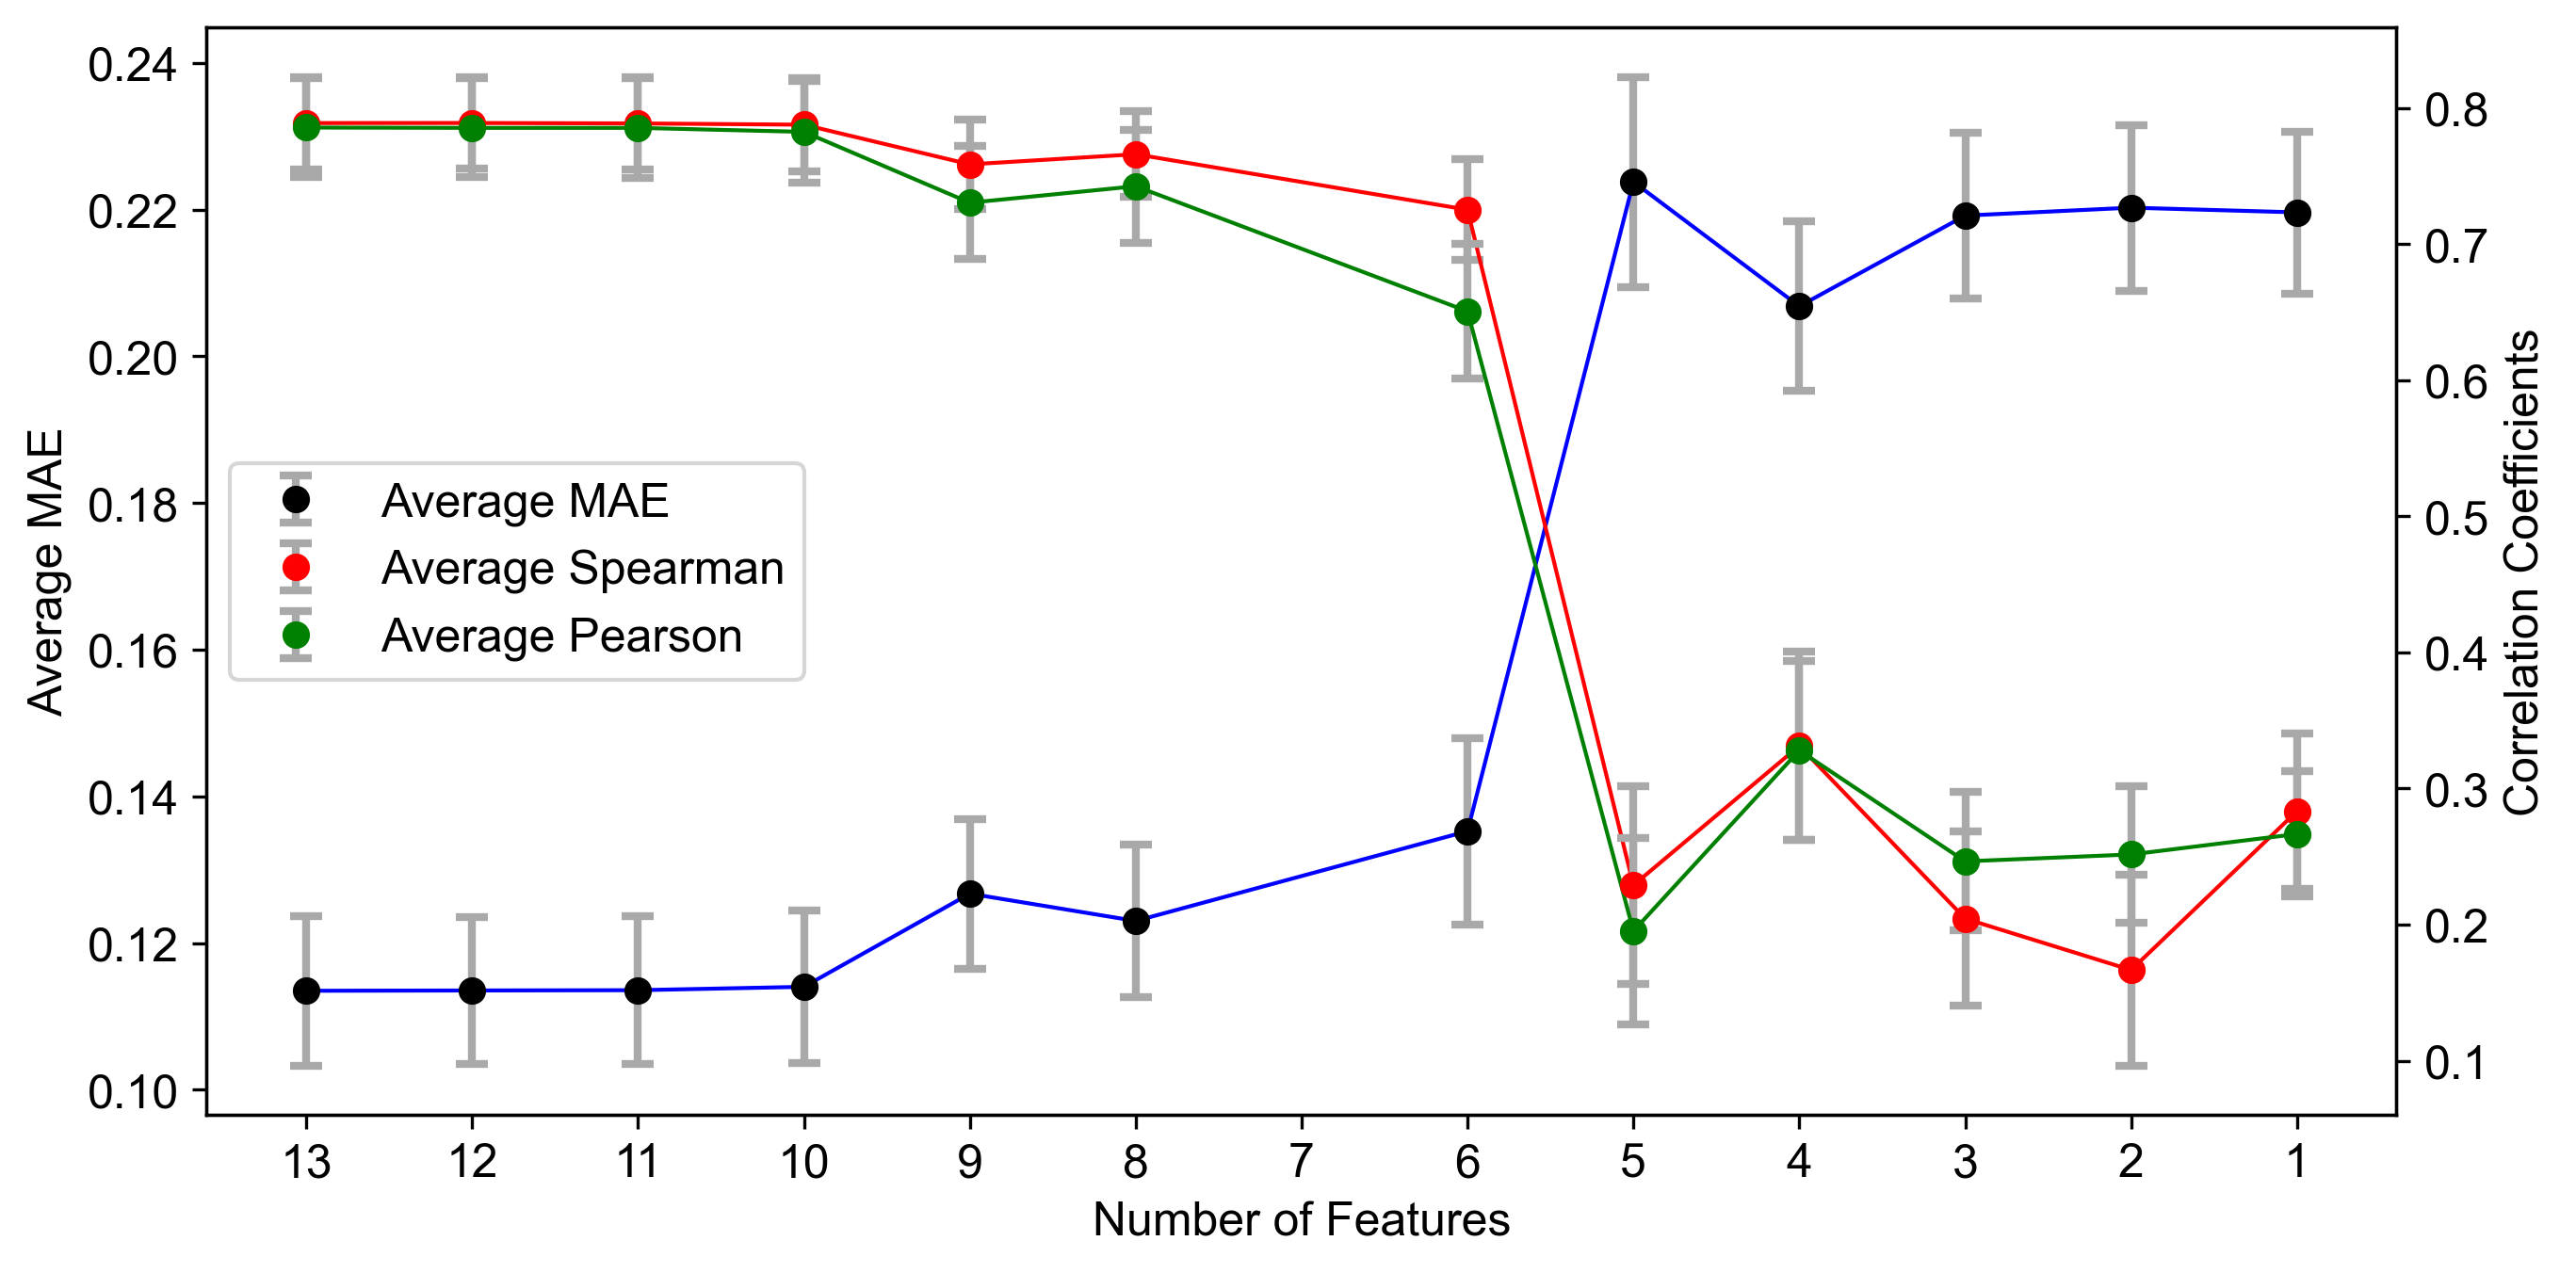 0.24
0.22
0.20
0.18
0.16
0.14
0.12
0.10
Average MAE
Average MAE
Average Spearman
Average Pearson
0.8
0.7
0.6
0.5
0.4
0.3
0.2
0.1
Correlation Coefficients
13 12 11 10 9 8 7 6 5 4 3 2 1
Number of Features